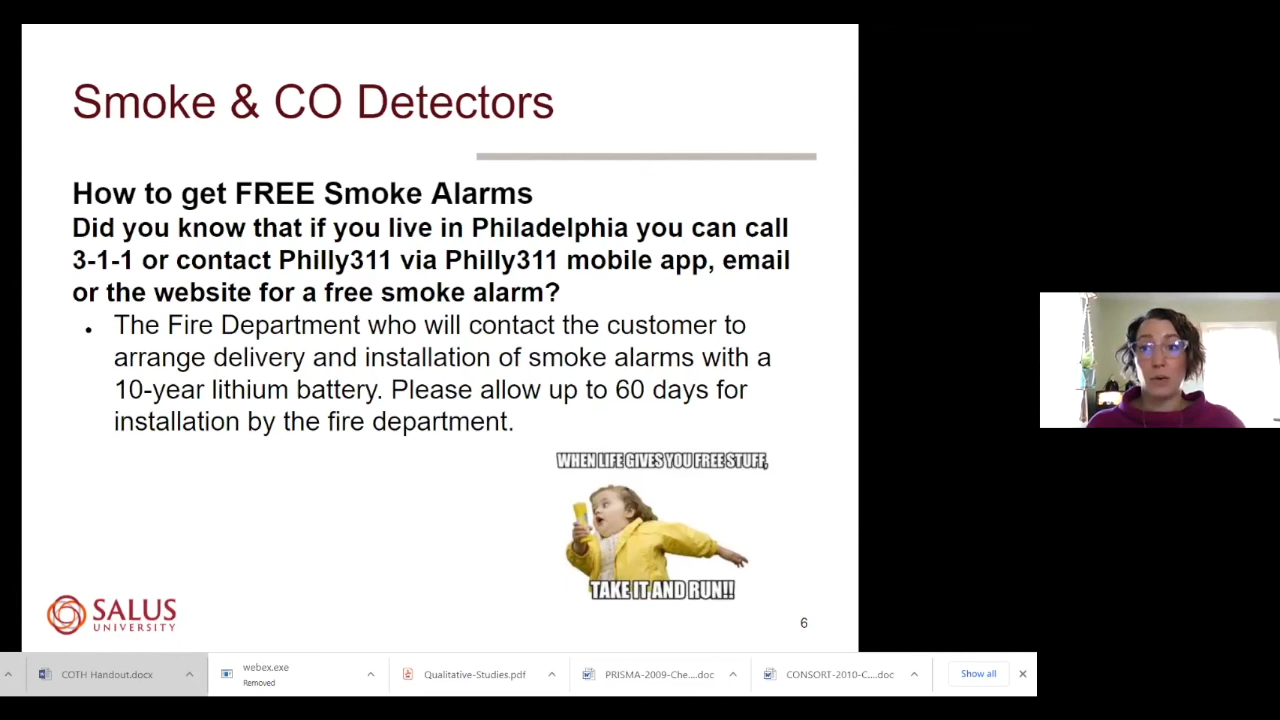 Smoke & CO Detectors
How to get FREE Smoke Alarms
Did you know that if you live in Philadelphia you can call
3-1-1 or contact Philly311 via Philly311 mobile app, email
or the website for a free smoke alarm?
• The Fire Department who will contact the customer to
arrange delivery and installation of smoke alarms with a
10-year lithium battery. Please allow up to 60 days for
installation by the fire department.
WHEN LIFE GIVES YOU FREE STUFF,
TAKE IT AND RUN!!
SALUS
UNIVERSITY
6
COTH Handout.docx
webex.exe
Removed
Qualitative-Studies.pdf
PRISMA-2009-Che....doc
CONSORT-2010-C....doc
Show all